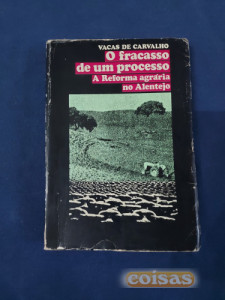 VACAS DE CARVALHO
O fracasso
de um processo
A Reforma agrária
no Alentejo
coisas